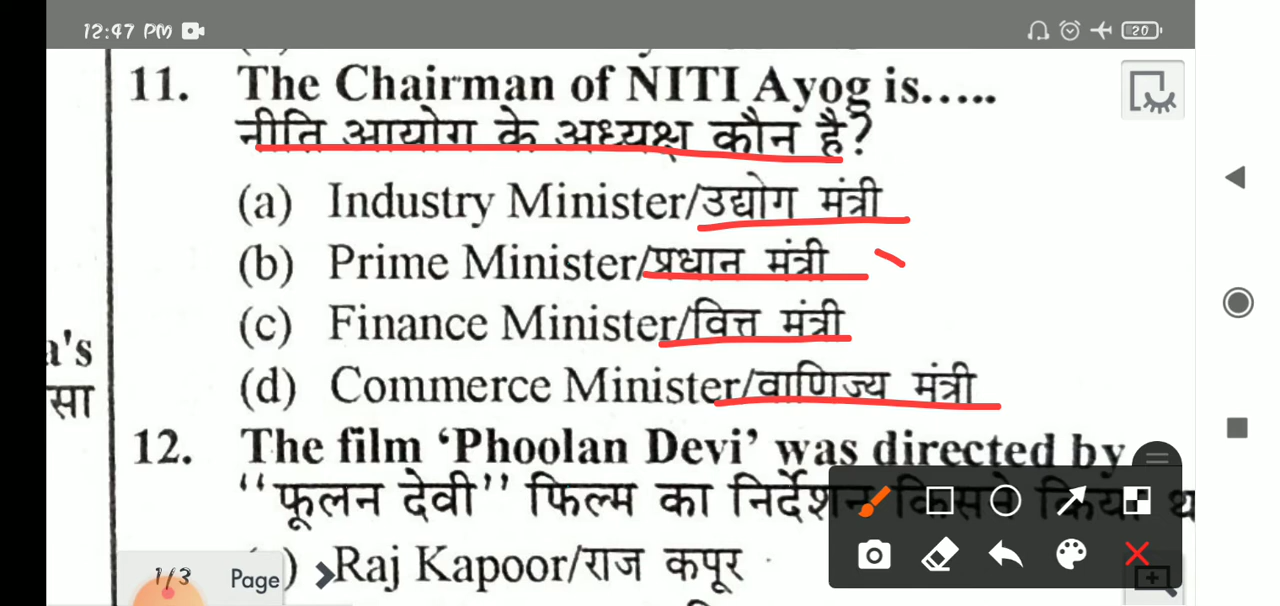 12:47 PM
20
11. The Chairman of NITI Ayog is.....
नीति आयोग के अध्यक्ष कौन है?
(a) Industry Minister/उद्योग मंत्री
(b) Prime Minister/प्रधान मंत्री
(c) Finance Minister/वित्त मंत्री
a's
(d) Commerce Minister/वाणिज्य मंत्री
सा
12. The film ‘Phoolan Devi’ was directed by
‘‘फूलन देवी’’ फिल्म का निर्देशन किसने किया थ
) Raj Kapoor/राज कपूर
1/3 Page